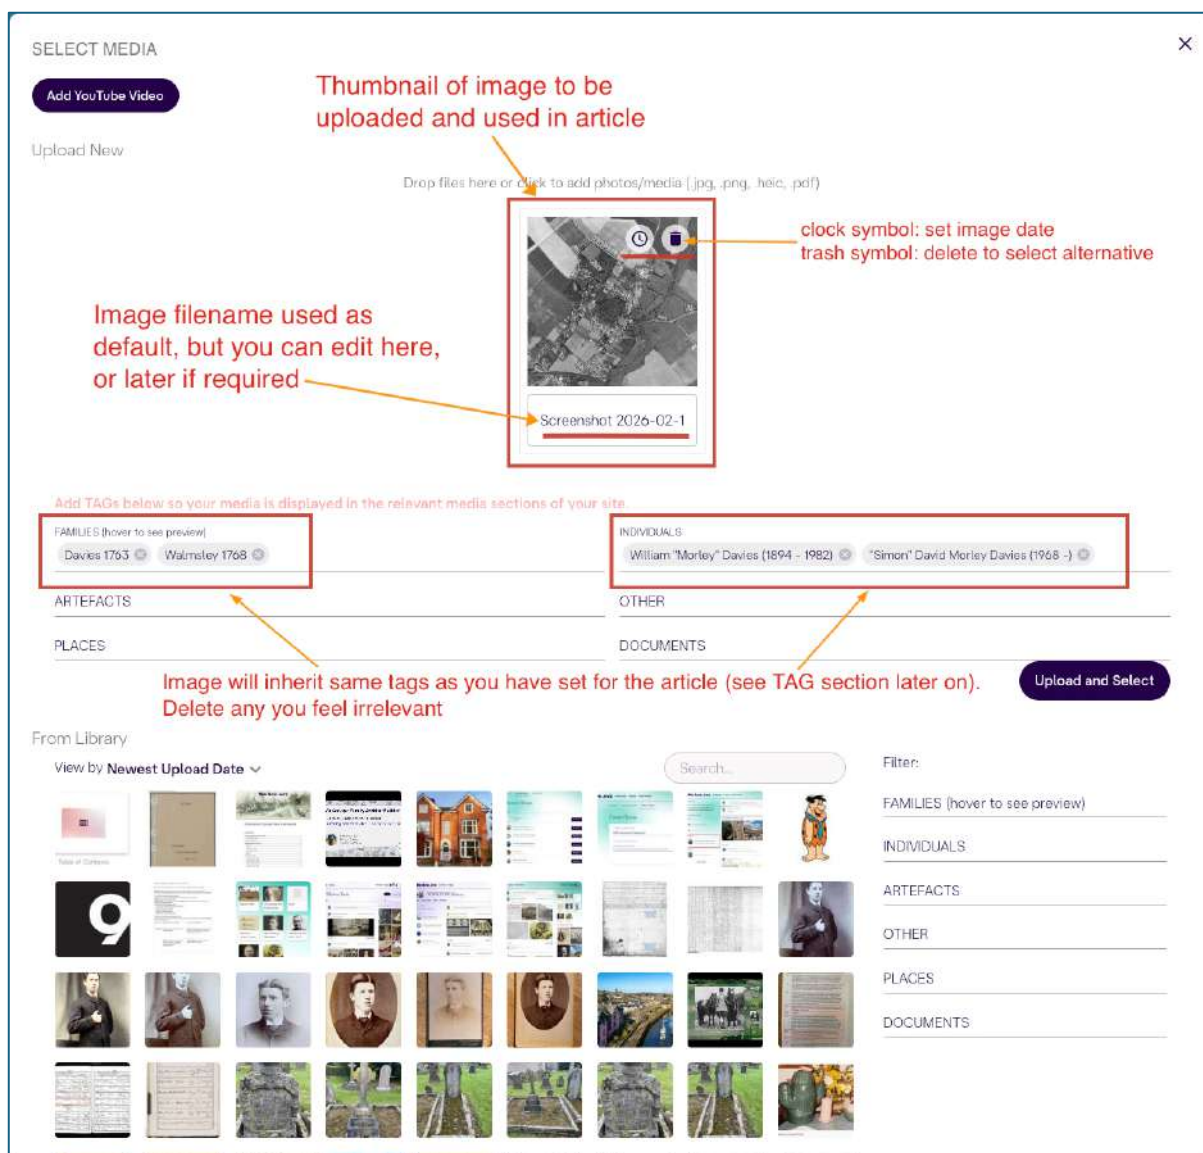 SELECT MEDIA
Add YouTube Video
Thumbnail of image to be
uploaded and used in article
Upload New
Drop files here or click to add photos/media (.jpg, .png, .heic, .pdf)
clock symbol: set image date
trash symbol: delete to select alternative
Image filename used as
default, but you can edit here,
or later if required
Screenshot 2026-02-1
Add TAGs below so your media is displayed in the relevant media sections of your site.
FAMILIES (hover to see preview)
Davies 1763
Walmsley 1768
INDIVIDUALS
William "Morley" Davies (1894 - 1982)
"Simon" David Morley Davies (1968 -)
ARTEFACTS
OTHER
PLACES
DOCUMENTS
Image will inherit same tags as you have set for the article (see TAG section later on).
Delete any you feel irrelevant
Upload and Select
From Library
View by Newest Upload Date
Search...
Filter:
FAMILIES (hover to see preview)
INDIVIDUALS
ARTEFACTS
OTHER
PLACES
DOCUMENTS
Table of Contents
9